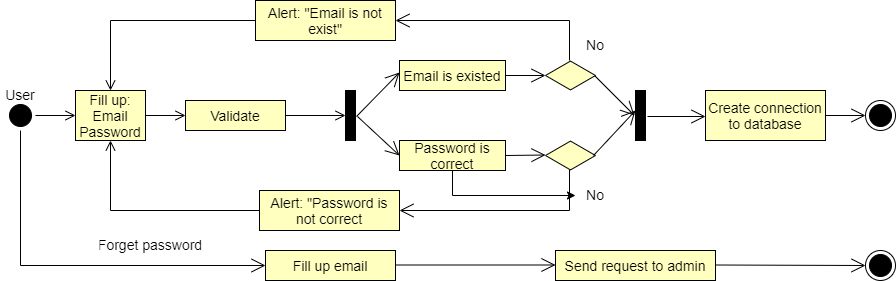 Alert: "Email is not
exist"
No
User
Fill up:
Email
Password
Validate
Email is existed
Create connection
to database
Password is
correct
No
Alert: "Password is
not correct
Forget password
Fill up email
Send request to admin